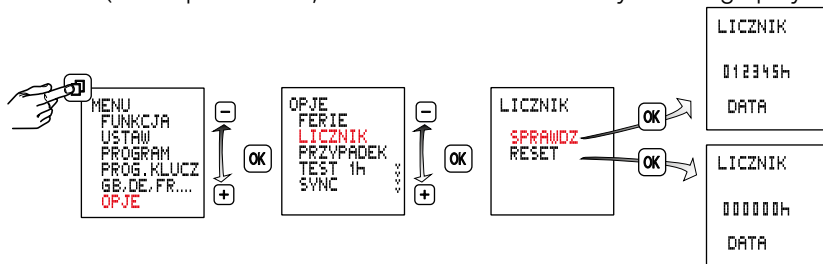 MENU
FUNKCJA
USTAW
PROGRAM
PROG.KLUCZ
GB,DE,FR....
OPJE
OK
OPJE
FERIE
LICZNIK
PRZYPADEK
TEST 1h
SYNC
OK
LICZNIK
SPRAWDZ
RESET
OK
OK
LICZNIK
012345h
DATA
LICZNIK
000000h
DATA